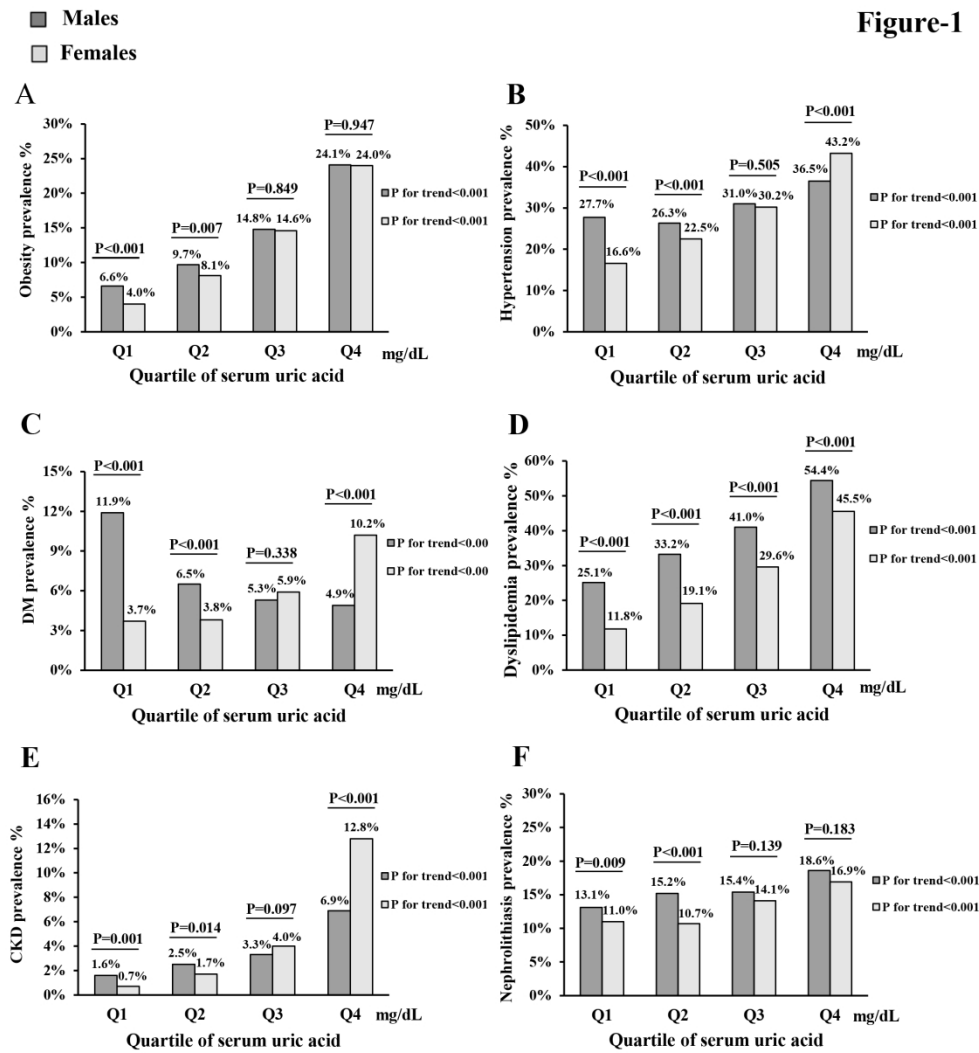 Males
Females
Figure-1
A
Obesity prevalence %
30%
25%
20%
15%
10%
5%
0%
P<0.001
6.6%
4.0%
P=0.007
9.7%
8.1%
P=0.849
14.8%
14.6%
P=0.947
24.1%
24.0%
P for trend<0.001
P for trend<0.001
Q1 Q2 Q3 Q4 mg/dL
Quartile of serum uric acid
B
Hypertension prevalence %
50%
40%
30%
20%
10%
0%
P<0.001
27.7%
16.6%
P<0.001
26.3%
22.5%
P=0.505
31.0%
30.2%
P<0.001
36.5%
43.2%
P for trend<0.001
P for trend<0.001
Q1 Q2 Q3 Q4 mg/dL
Quartile of serum uric acid
C
DM prevalence %
15%
12%
9%
6%
3%
0%
P<0.001
11.9%
3.7%
P<0.001
6.5%
3.8%
P=0.338
5.3%
5.9%
P<0.001
4.9%
10.2%
P for trend<0.00
P for trend<0.00
Q1 Q2 Q3 Q4 mg/dL
Quartile of serum uric acid
D
Dyslipidemia prevalence %
60%
50%
40%
30%
20%
10%
0%
P<0.001
25.1%
11.8%
P<0.001
33.2%
19.1%
P<0.001
41.0%
29.6%
P<0.001
54.4%
45.5%
P for trend<0.001
P for trend<0.001
Q1 Q2 Q3 Q4 mg/dL
Quartile of serum uric acid
E
CKD prevalence %
16%
14%
12%
10%
8%
6%
4%
2%
0%
P=0.001
1.6%
0.7%
P=0.014
2.5%
1.7%
P=0.097
3.3%
4.0%
P<0.001
6.9%
12.8%
P for trend<0.001
P for trend<0.001
Q1 Q2 Q3 Q4 mg/dL
Quartile of serum uric acid
F
Nephrolithiasis prevalence %
30%
25%
20%
15%
10%
5%
0%
P=0.009
13.1%
11.0%
P<0.001
15.2%
10.7%
P=0.139
15.4%
14.1%
P=0.183
18.6%
16.9%
P for trend<0.001
P for trend<0.001
Q1 Q2 Q3 Q4 mg/dL
Quartile of serum uric acid